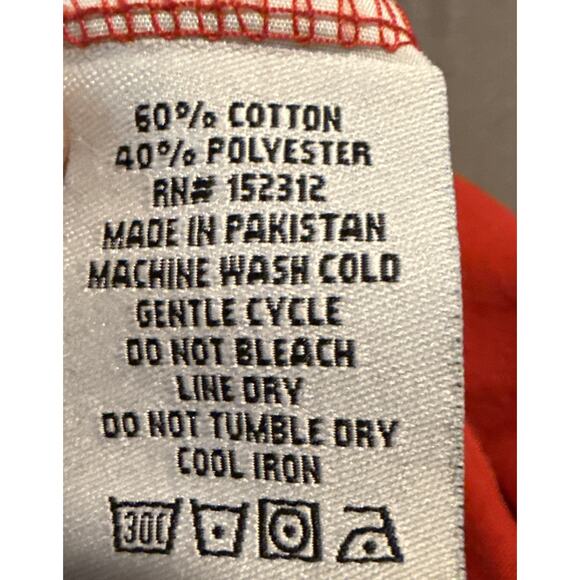 60% COTTON
40% POLYESTER
RN# 152312
MADE IN PAKISTAN
MACHINE WASH COLD
GENTLE CYCLE
DO NOT BLEACH
LINE DRY
DO NOT TUMBLE DRY
COOL IRON
30C